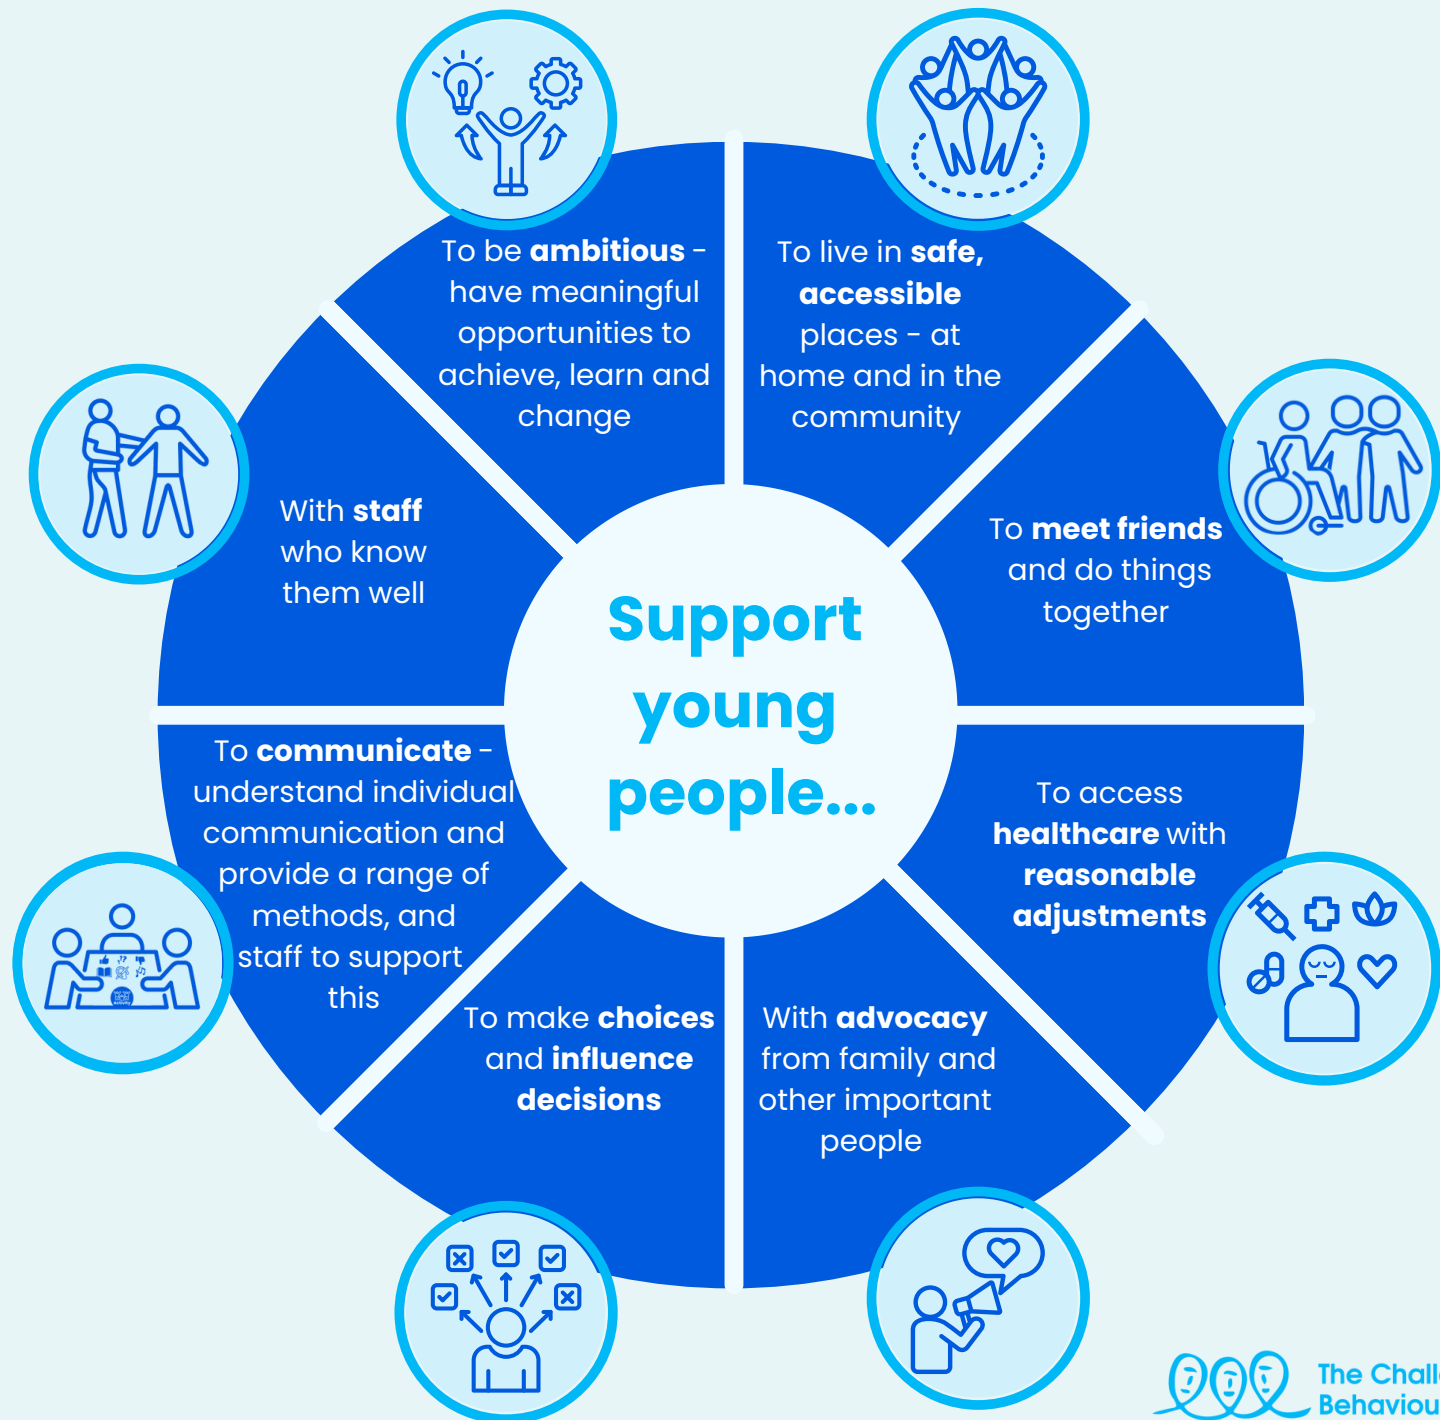 Support
young
people...
To be ambitious -
have meaningful
opportunities to
achieve, learn and
change
To live in safe,
accessible
places - at
home and in the
community
To meet friends
and do things
together
To access
healthcare with
reasonable
adjustments
With advocacy
from family and
other important
people
To make choices
and influence
decisions
To communicate -
understand individual
communication and
provide a range of
methods, and
staff to support
this
With staff
who know
them well
The Chall
Behaviou